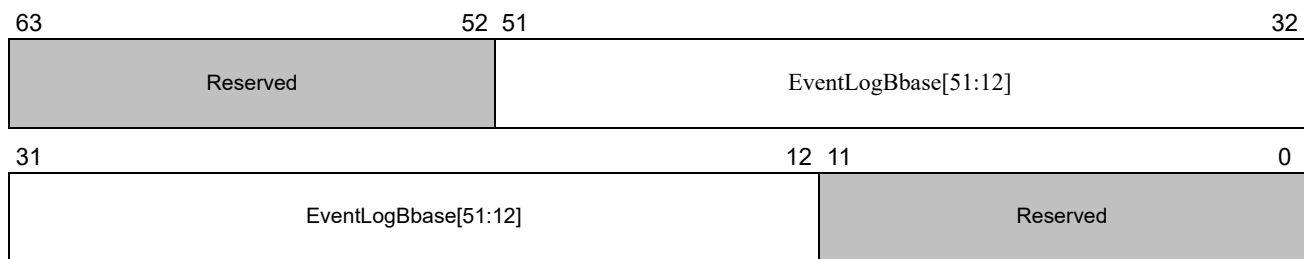 63 52 51 32
Reserved EventLogBbase[51:12]
31 12 11 0
EventLogBbase[51:12] Reserved